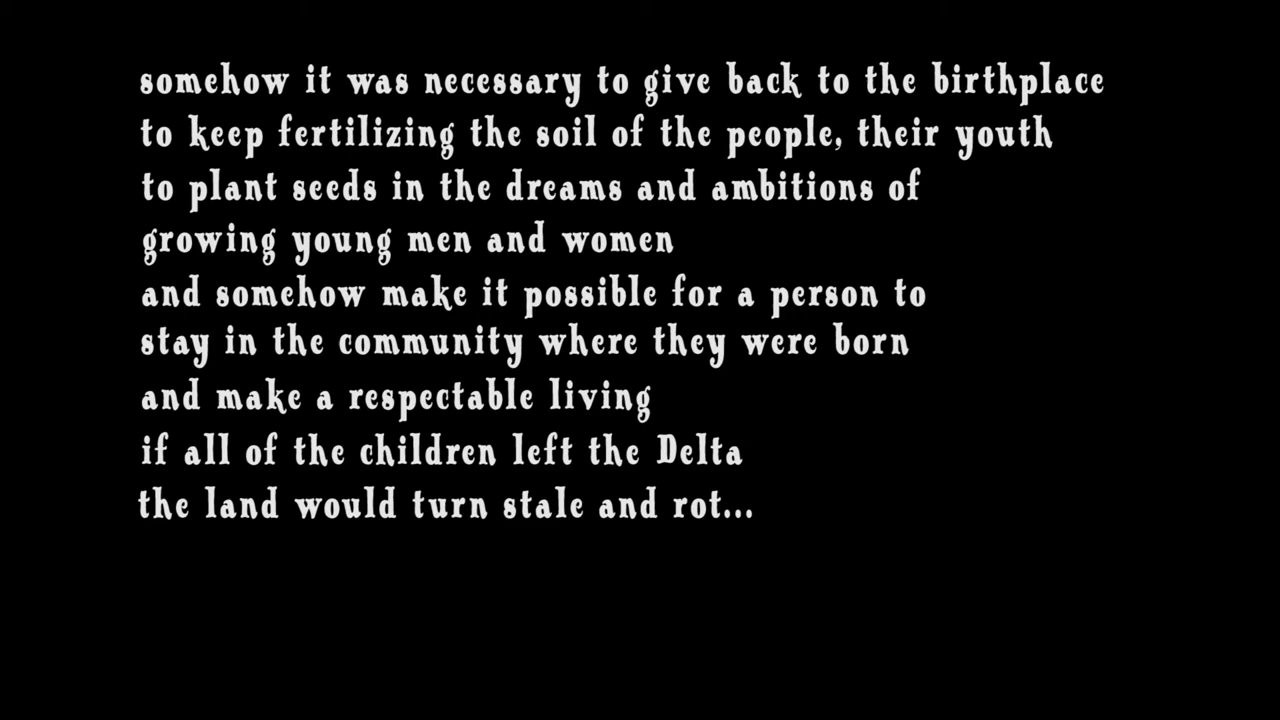 somehow it was necessary to give back to the birthplace
to keep fertilizing the soil of the people, their youth
to plant seeds in the dreams and ambitions of
growing young men and women
and somehow make it possible for a person to
stay in the community where they were born
and make a respectable living
if all of the children left the Delta
the land would turn stale and rot...